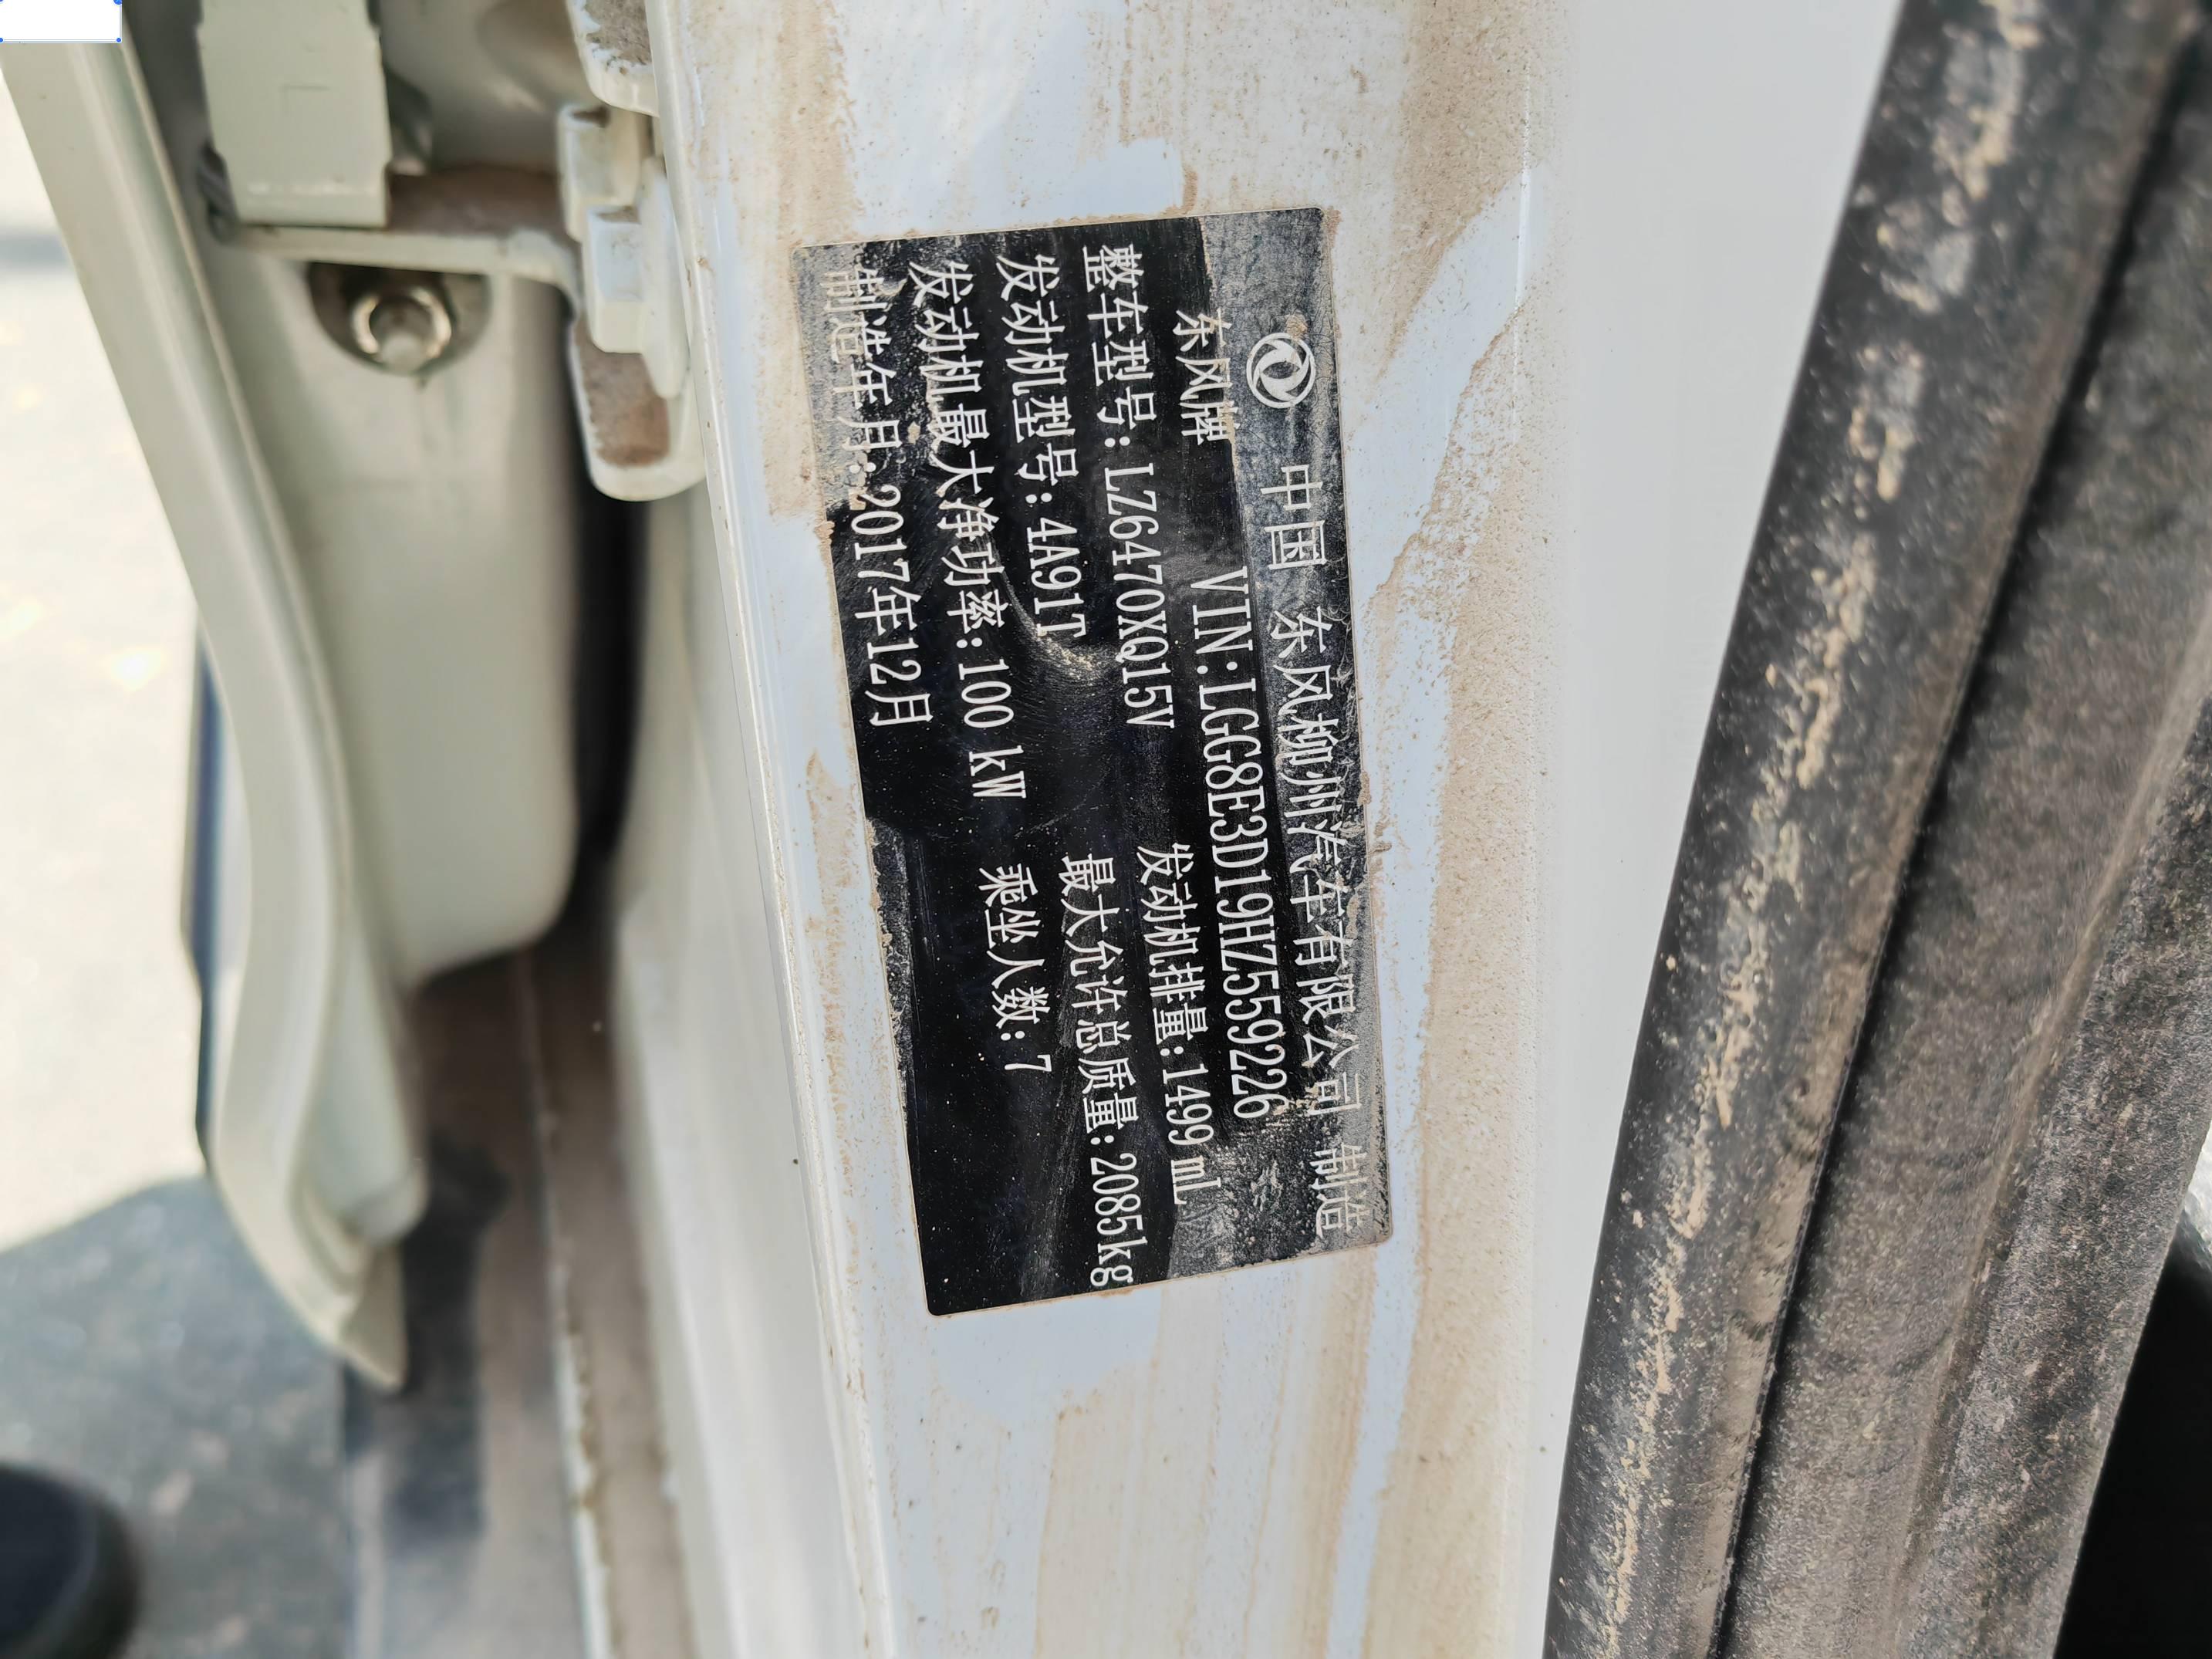 中国 东风柳州汽车有限公司 制造
东风牌 VIN:LGG8E3D19HZ559226
整车型号:LZ6470XQ15V 发动机排量:1499 mL
发动机型号:4A91T 最大允许总质量:2085kg
发动机最大净功率:100 kW 乘坐人数:7
制造年月:2017年12月